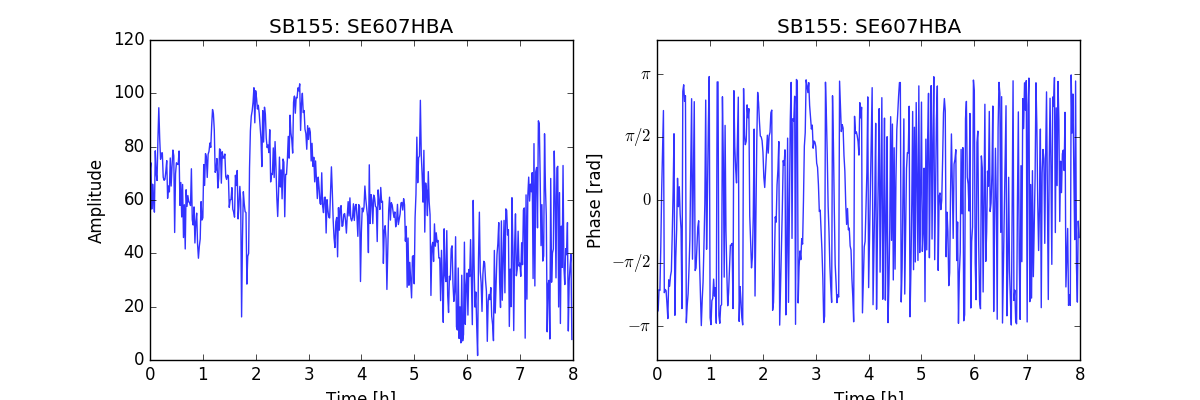 SB155: SE607HBA
120
100
80
60
40
20
0
Amplitude
0 1 2 3 4 5 6 7 8
Time [h]
SB155: SE607HBA
π
π/2
0
−π/2
−π
Phase [rad]
0 1 2 3 4 5 6 7 8
Time [h]